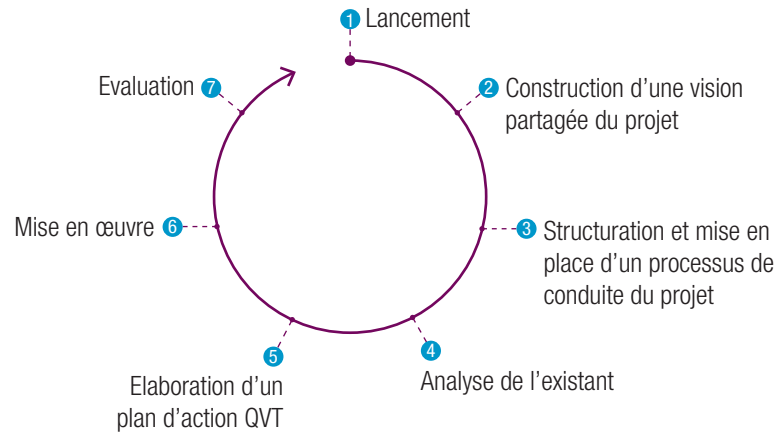 1 Lancement
2 Construction d’une vision
partagée du projet
3 Structuration et mise en
place d’un processus de
conduite du projet
4
Analyse de l’existant
5
Elaboration d’un
plan d’action QVT
Mise en œuvre 6
Evaluation 7